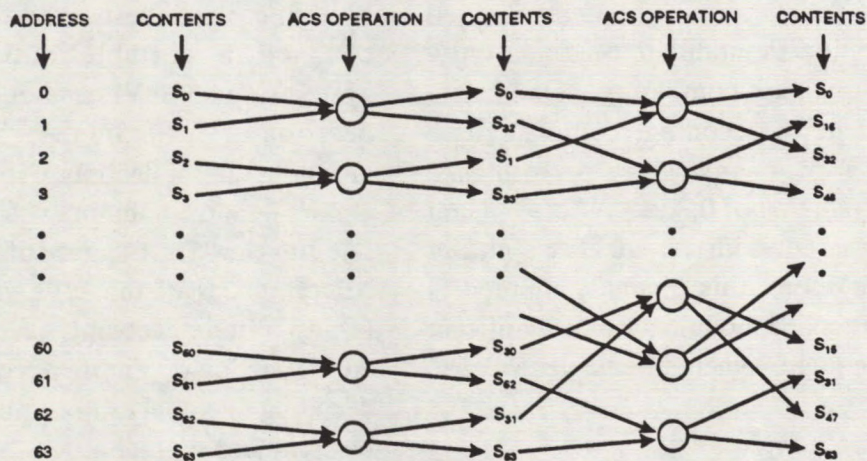 ADDRESS CONTENTS ACS OPERATION CONTENTS ACS OPERATION CONTENTS
0 S₀ S₀ S₀
1 S₁ S₃₂ S₁₆
2 S₂ S₁ S₃₂
3 S₃ S₃₃ S₄₈
60 S₆₀ S₃₀ S₁₅
61 S₆₁ S₆₂ S₃₁
62 S₆₂ S₃₁ S₄₇
63 S₆₃ S₆₃ S₆₃